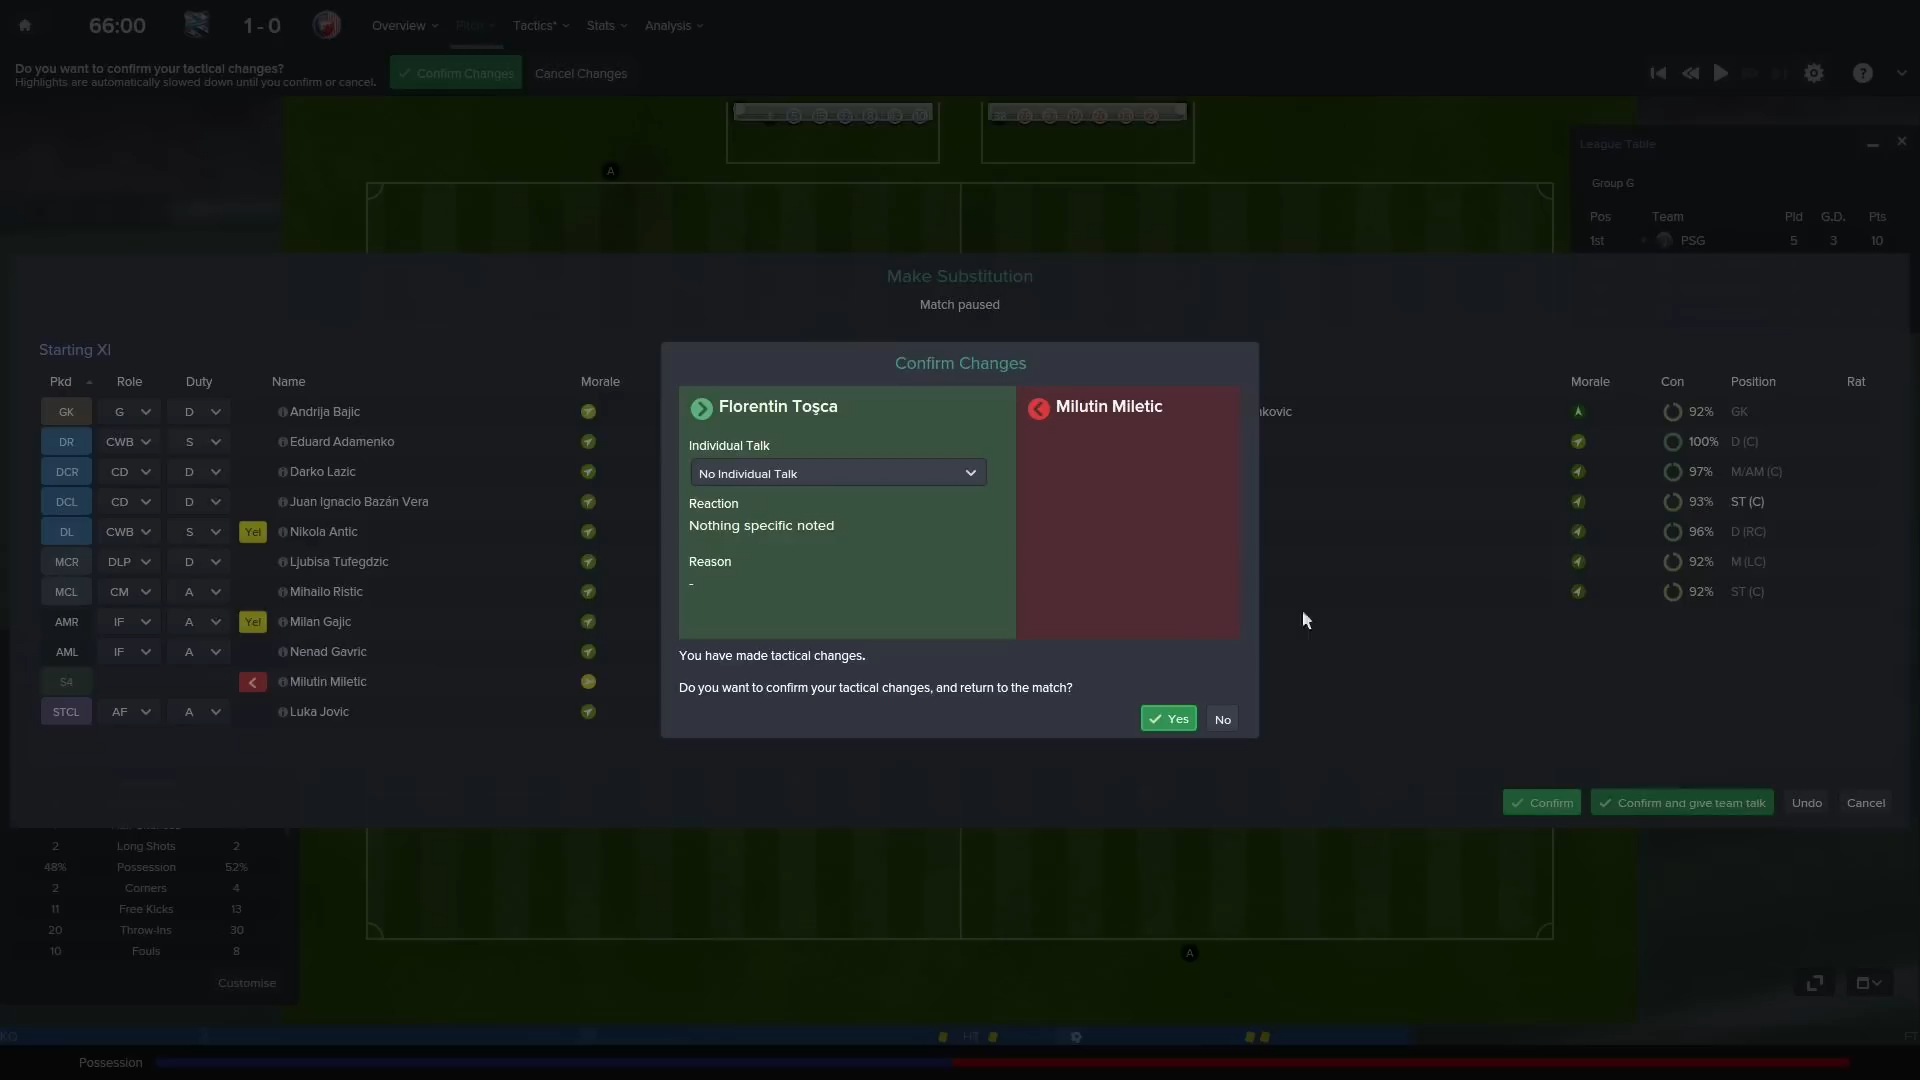 66:00
1 - 0
Overview
Pitch
Tactics*
Stats
Analysis
Do you want to confirm your tactical changes?
Highlights are automatically slowed down until you confirm or cancel.
Confirm Changes
Cancel Changes
?
A
League Table
Group G
Pos Team Pld G.D. Pts
1st PSG 5 3 10
Make Substitution
Match paused
Starting XI
Pkd Role Duty Name Morale
GK G D Andrija Bajic
DR CWB S Eduard Adamenko
DCR CD D Darko Lazic
DCL CD D Juan Ignacio Bazán Vera
DL CWB S Yel Nikola Antic
MCR DLP D Ljubisa Tufegdzic
MCL CM A Mihailo Ristic
AMR IF A Yel Milan Gajic
AML IF A Nenad Gavric
S4 Milutin Miletic
STCL AF A Luka Jovic
Confirm Changes
Florentin Toşca
Milutin Miletic
Individual Talk
No Individual Talk
Reaction
Nothing specific noted
Reason
-
You have made tactical changes.
Do you want to confirm your tactical changes, and return to the match?
Yes
No
Morale Con Position Rat
nkovic 92% GK
100% D (C)
97% M/AM (C)
93% ST (C)
96% D (RC)
92% M (LC)
92% ST (C)
Confirm
Confirm and give team talk
Undo
Cancel
2 Long Shots 2
48% Possession 52%
2 Corners 4
11 Free Kicks 13
20 Throw-ins 30
10 Fouls 8
Customise
A
KO
HT
FT
Possession